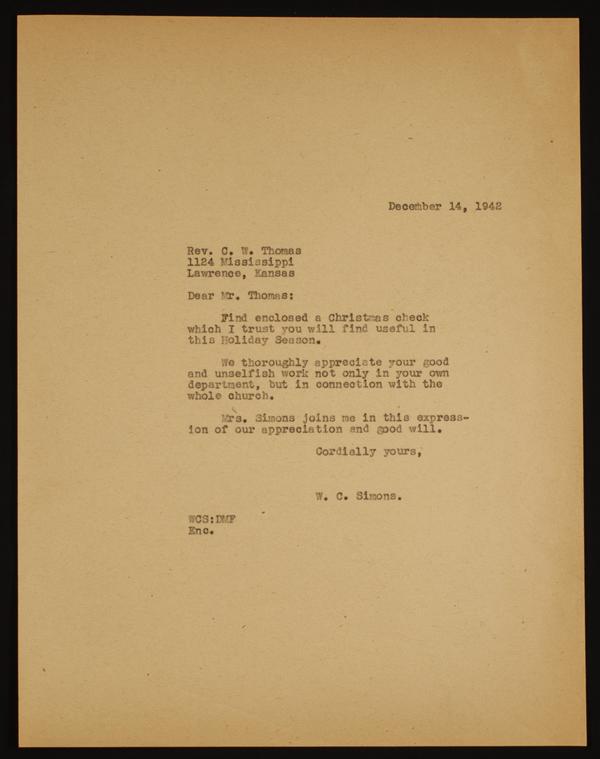 December 14, 1942
Rev. C. W. Thomas
1124 Mississippi
Lawrence, Kansas
Dear Mr. Thomas:
Find enclosed a Christmas check
which I trust you will find useful in
this Holiday Season.
We thoroughly appreciate your good
and unselfish work not only in your own
department, but in connection with the
whole church.
Mrs. Simons joins me in this express-
ion of our appreciation and good will.
Cordially yours,
W. C. Simons.
WCS:DMF
Enc.